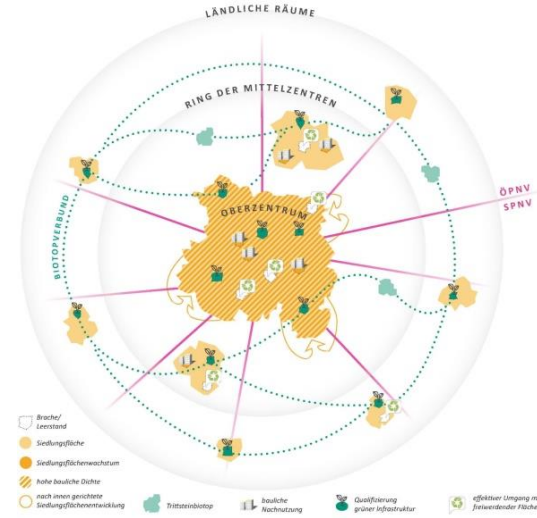 LÄNDLICHE RÄUME
RING DER MITTELZENTREN
OBERZENTRUM
ÖPNV
SPNV
BIOTOPVERBUND
Brache/
Leerstand
Siedlungsfläche
Siedlungsflächenwachstum
hohe bauliche Dichte
nach innen gerichtete
Siedlungsflächenentwicklung
Trittsteinbiotop
bauliche
Nachnutzung
Qualifizierung
grüner Infrastruktur
effektiver Umgang m
freiwerdender Fläche